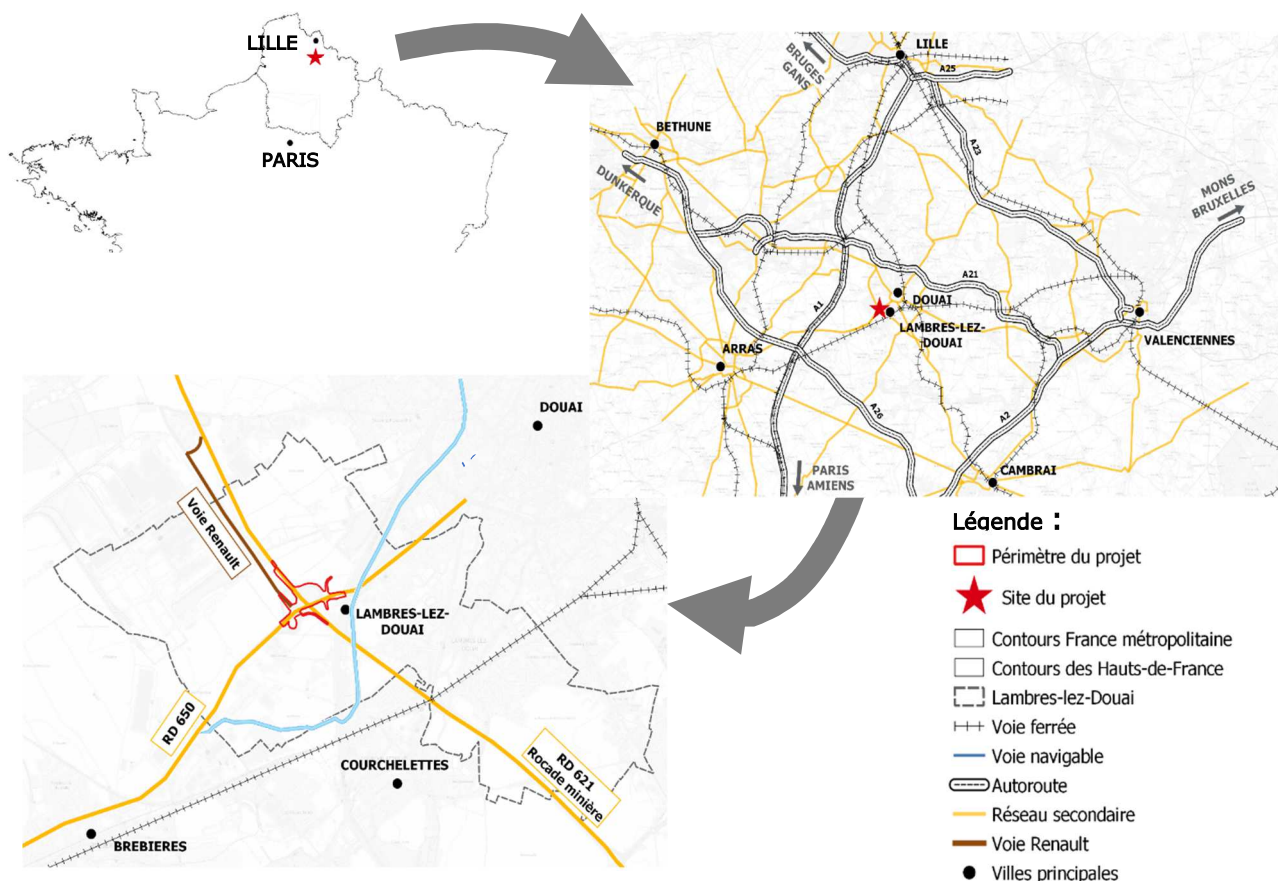 LILLE
PARIS
LILLE
BRUGES
GANS
A25
BETHUNE
A23
DUNKERQUE
MONS
BRUXELLES
A21
DOUAI
A1
LAMBRES-LEZ-
DOUAI
VALENCIENNES
ARRAS
A26
A2
PARIS
AMIENS
CAMBRAI
DOUAI
Voie Renault
LAMBRES-LEZ-
DOUAI
RD 650
COURCHELETTES
RD 621
Rocade minière
BREBIERES
Légende :
Périmètre du projet
Site du projet
Contours France métropolitaine
Contours des Hauts-de-France
Lambres-lez-Douai
Voie ferrée
Voie navigable
Autoroute
Réseau secondaire
Voie Renault
Villes principales